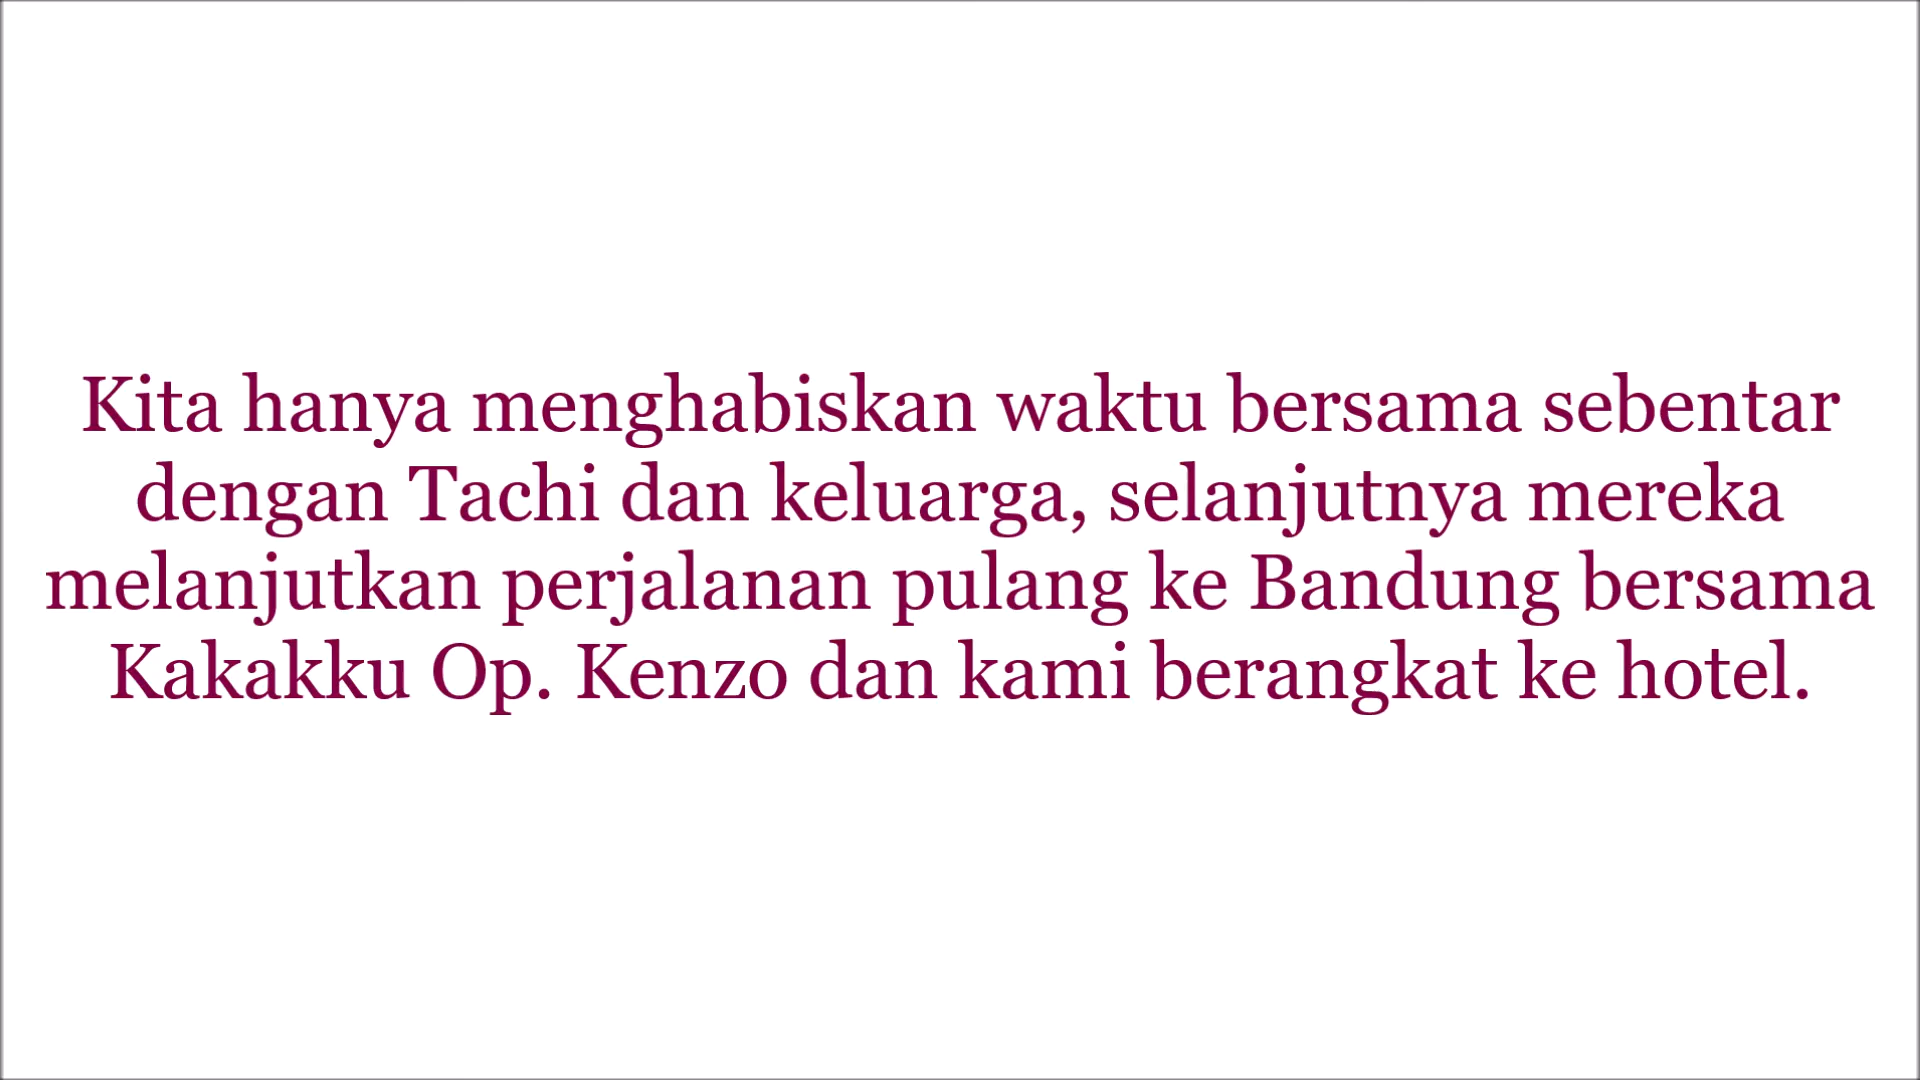 Kita hanya menghabiskan waktu bersama sebentar
dengan Tachi dan keluarga, selanjutnya mereka
melanjutkan perjalanan pulang ke Bandung bersama
Kakakku Op. Kenzo dan kami berangkat ke hotel.